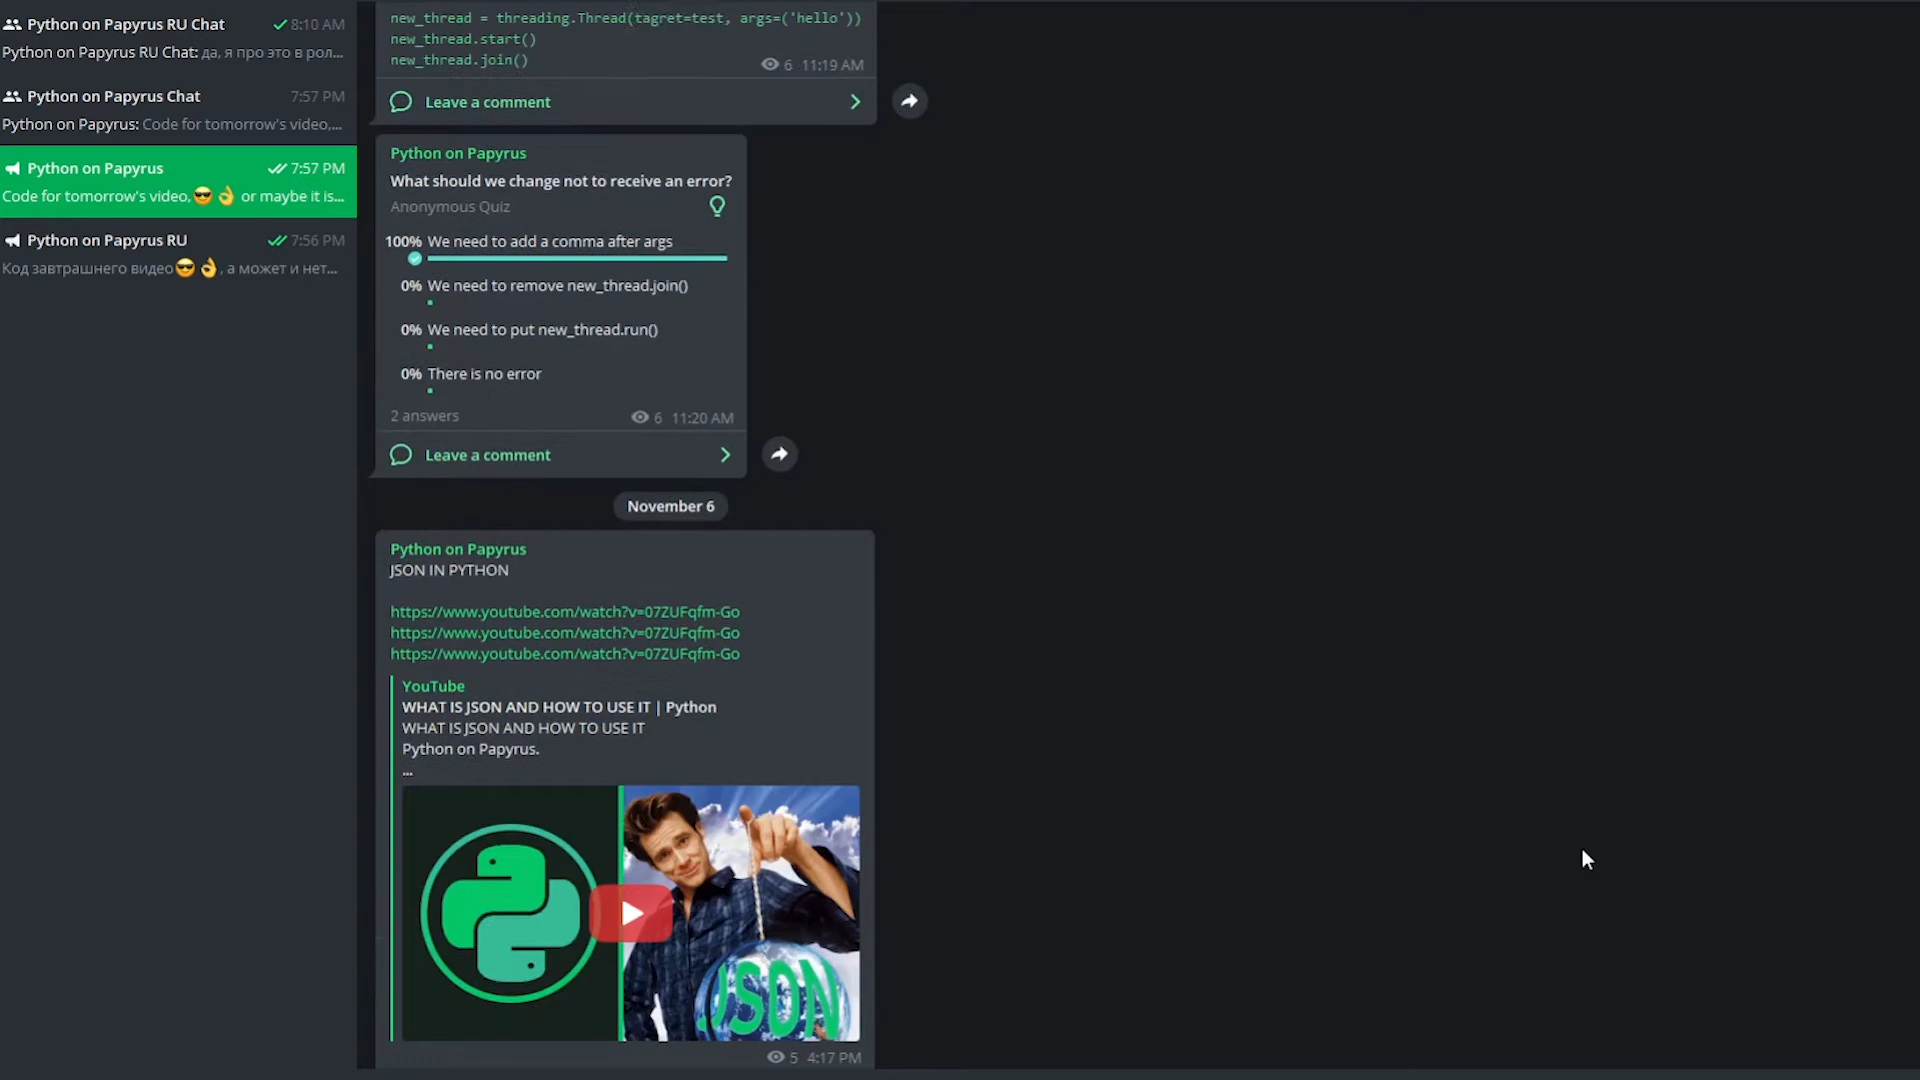 Python on Papyrus RU Chat 8:10 AM
Python on Papyrus RU Chat: да, я про это в рол...
Python on Papyrus Chat 7:57 PM
Python on Papyrus: Code for tomorrow's video,...
Python on Papyrus 7:57 PM
Code for tomorrow's video,😎👌 or maybe it is...
Python on Papyrus RU 7:56 PM
Код завтрашнего видео😎👌, а может и нет...
new_thread = threading.Thread(tagret=test, args=('hello'))
new_thread.start()
new_thread.join()
6 11:19 AM
Leave a comment
Python on Papyrus
What should we change not to receive an error?
Anonymous Quiz
100% We need to add a comma after args
0% We need to remove new_thread.join()
0% We need to put new_thread.run()
0% There is no error
2 answers 6 11:20 AM
Leave a comment
November 6
Python on Papyrus
JSON IN PYTHON
https://www.youtube.com/watch?v=07ZUFqfm-Go
https://www.youtube.com/watch?v=07ZUFqfm-Go
https://www.youtube.com/watch?v=07ZUFqfm-Go
YouTube
WHAT IS JSON AND HOW TO USE IT | Python
WHAT IS JSON AND HOW TO USE IT
Python on Papyrus.
...
JSON
5 4:17 PM